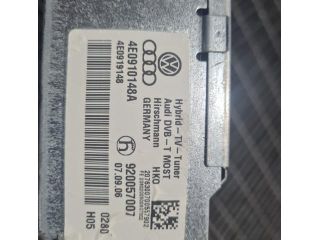 4E0910148A
4E0919148
Hybrid-TV-Tuner
Audi DVB-T MOST
Hirschmann HKO
GERMANY
h
920057007
07.09.06
0280
H05